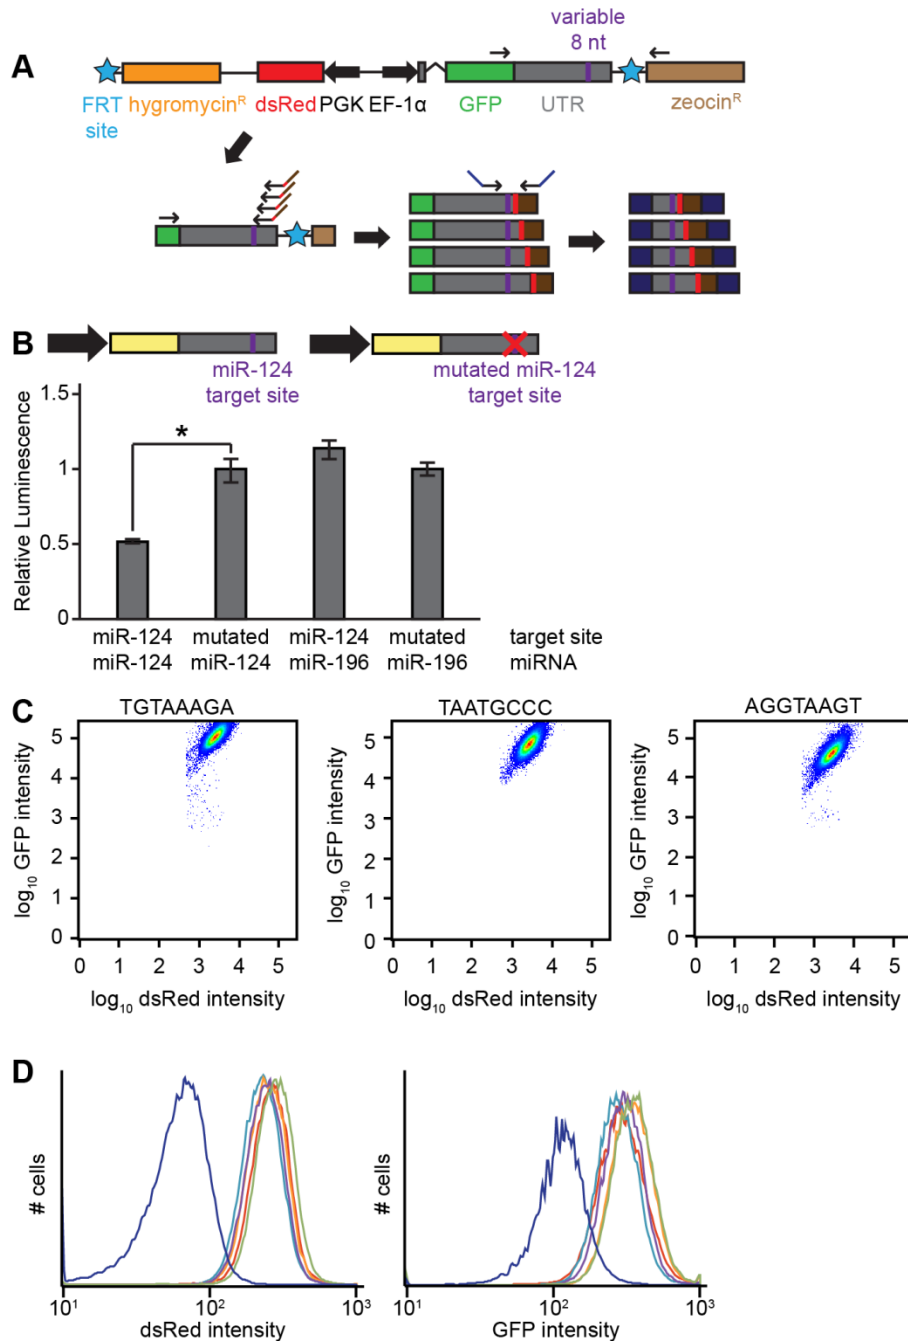 A
variable
8 nt
FRT
site
hygromycinᴿ
dsRed
PGK
EF-1α
GFP
UTR
zeocinᴿ
B
miR-124
target site
mutated miR-124
target site
Relative Luminescence
1.5
1
0.5
0
*
miR-124 mutated miR-124 mutated target site
miR-124 miR-124 miR-196 miR-196 miRNA
C
TGTAAAGA
log₁₀ GFP intensity
5
4
3
2
1
0
0 1 2 3 4 5
log₁₀ dsRed intensity
TAATGCCC
log₁₀ GFP intensity
5
4
3
2
1
0
0 1 2 3 4 5
log₁₀ dsRed intensity
AGGTAAGT
log₁₀ GFP intensity
5
4
3
2
1
0
0 1 2 3 4 5
log₁₀ dsRed intensity
D
# cells
10¹ 10² 10³
dsRed intensity
# cells
10¹ 10² 10³
GFP intensity